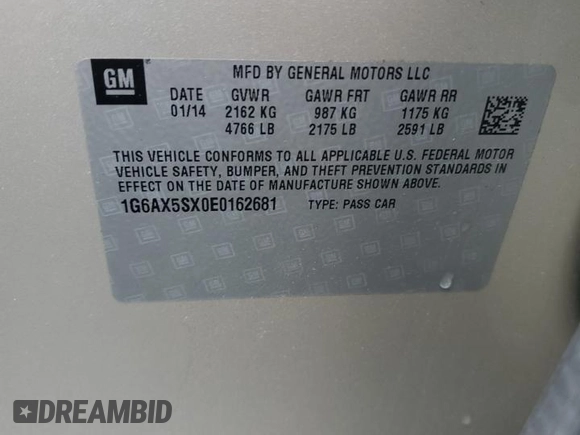 GM
MFD BY GENERAL MOTORS LLC
DATE GVWR GAWR FRT GAWR RR
01/14 2162 KG 987 KG 1175 KG
4766 LB 2175 LB 2591 LB
THIS VEHICLE CONFORMS TO ALL APPLICABLE U.S. FEDERAL MOTOR
VEHICLE SAFETY, BUMPER, AND THEFT PREVENTION STANDARDS IN
EFFECT ON THE DATE OF MANUFACTURE SHOWN ABOVE.
1G6AX5SX0E0162681 TYPE: PASS CAR
DREAMBID